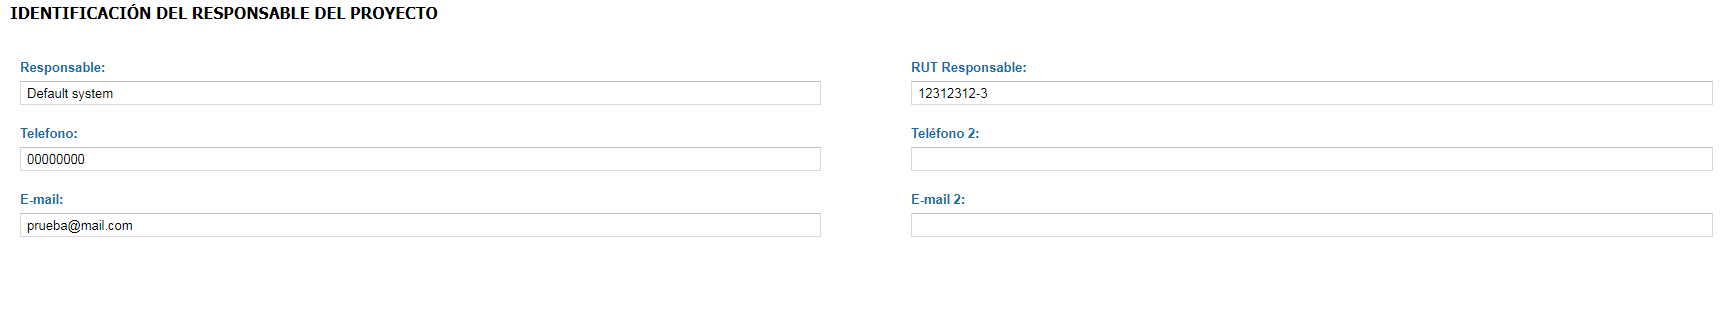 IDENTIFICACIÓN DEL RESPONSABLE DEL PROYECTO
Responsable:
RUT Responsable:
Default system
12312312-3
Telefono:
Teléfono 2:
00000000
E-mail:
E-mail 2:
prueba@mail.com